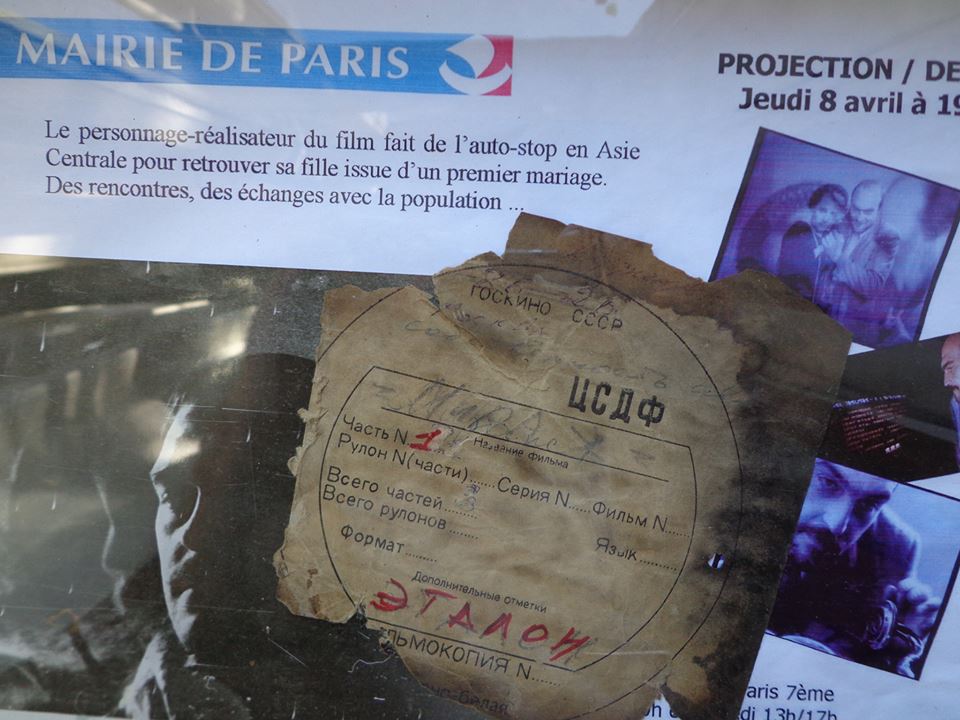 MAIRIE DE PARIS
PROJECTION / DE
Jeudi 8 avril à 19
Le personnage-réalisateur du film fait de l'auto-stop en Asie
Centrale pour retrouver sa fille issue d'un premier mariage.
Des rencontres, des échanges avec la population ...
ГОСКИНО СССР
ЦСДФ
Название фильма
Часть N 1
Рулон N(части)...... Серия N...... Фильм N......
Всего частей......
Всего рулонов......
Формат...... Язык......
Дополнительные отметки
ЭТАЛОН
ЛЬМОКОПИЯ N......
но-белая
aris 7ème
di 13h/17h